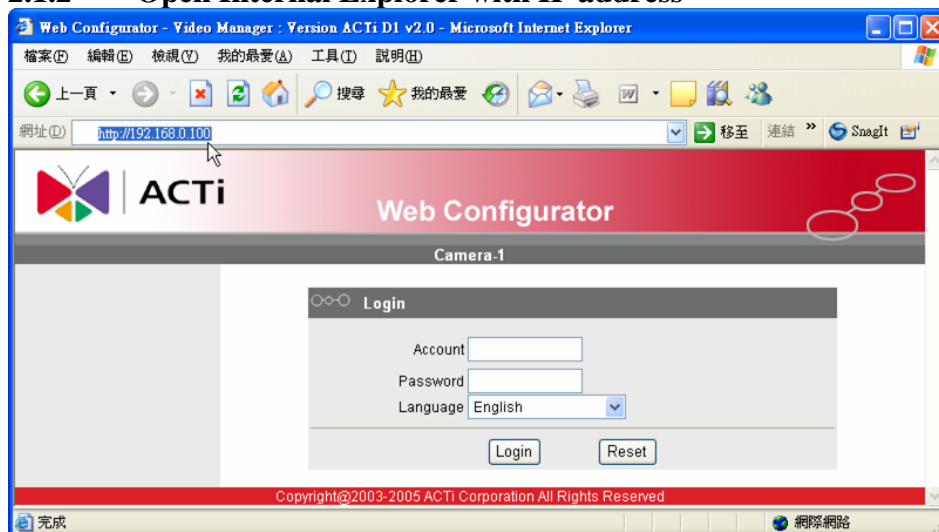 2.1.2 Open Internal Explorer with IP address
Web Configurator - Video Manager : Version ACTi D1 v2.0 - Microsoft Internet Explorer
檔案(F) 編輯(E) 檢視(V) 我的最愛(A) 工具(T) 說明(H)
上一頁 搜尋 我的最愛
網址(D) http://192.168.0.100 移至 連結 » SnagIt
ACTi
Web Configurator
Camera-1
Login
Account
Password
Language English
Login Reset
Copyright@2003-2005 ACTi Corporation All Rights Reserved
完成 網際網路